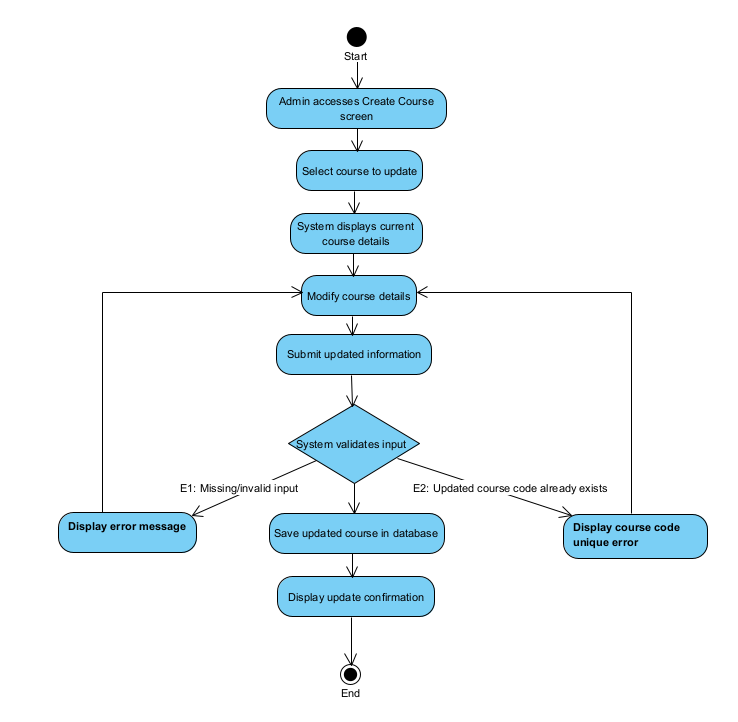 Start
Admin accesses Create Course
screen
Select course to update
System displays current
course details
Modify course details
Submit updated information
System validates input
E1: Missing/invalid input
E2: Updated course code already exists
Display error message
Save updated course in database
Display course code
unique error
Display update confirmation
End